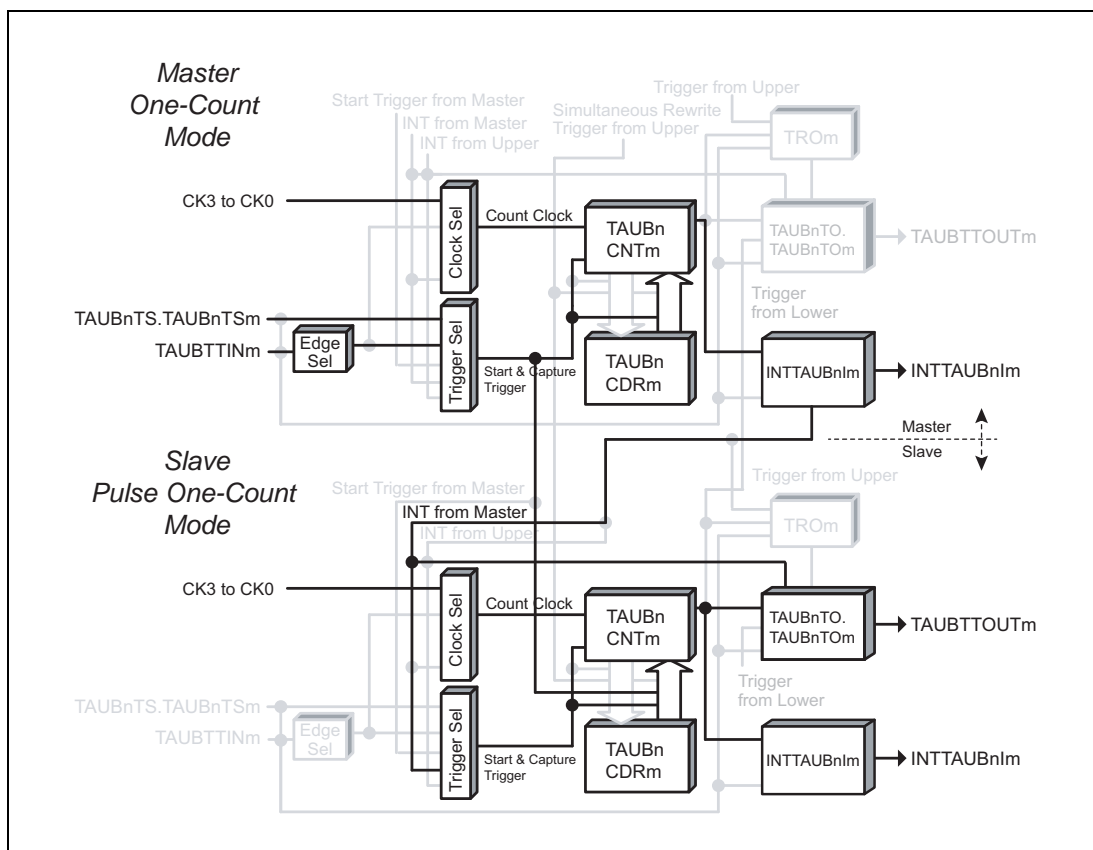 Master
One-Count
Mode
Start Trigger from Master
INT from Master
INT from Upper
Simultaneous Rewrite
Trigger from Upper
Trigger from Upper
TROm
CK3 to CK0
Clock Sel
Count Clock
TAUBn
CNTm
TAUBnTO.
TAUBnTOm
TAUBTTOUTm
TAUBnTS.TAUBnTSm
TAUBTTINm
Edge
Sel
Trigger Sel
Start & Capture
Trigger
TAUBn
CDRm
Trigger
from Lower
INTTAUBnIm
INTTAUBnIm
Master
Slave
Slave
Pulse One-Count
Mode
Start Trigger from Master
INT from Master
INT from Upper
Trigger from Upper
TROm
CK3 to CK0
Clock Sel
Count Clock
TAUBn
CNTm
TAUBnTO.
TAUBnTOm
TAUBTTOUTm
TAUBnTS.TAUBnTSm
TAUBTTINm
Edge
Sel
Trigger Sel
Start & Capture
Trigger
TAUBn
CDRm
Trigger
from Lower
INTTAUBnIm
INTTAUBnIm